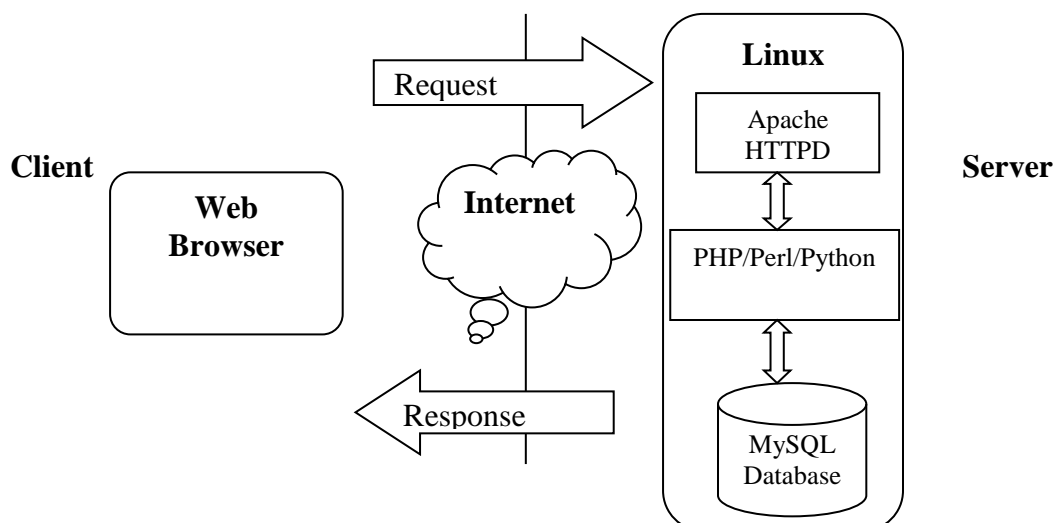 Client
Web
Browser
Request
Internet
Response
Linux
Apache
HTTPD
PHP/Perl/Python
MySQL
Database
Server